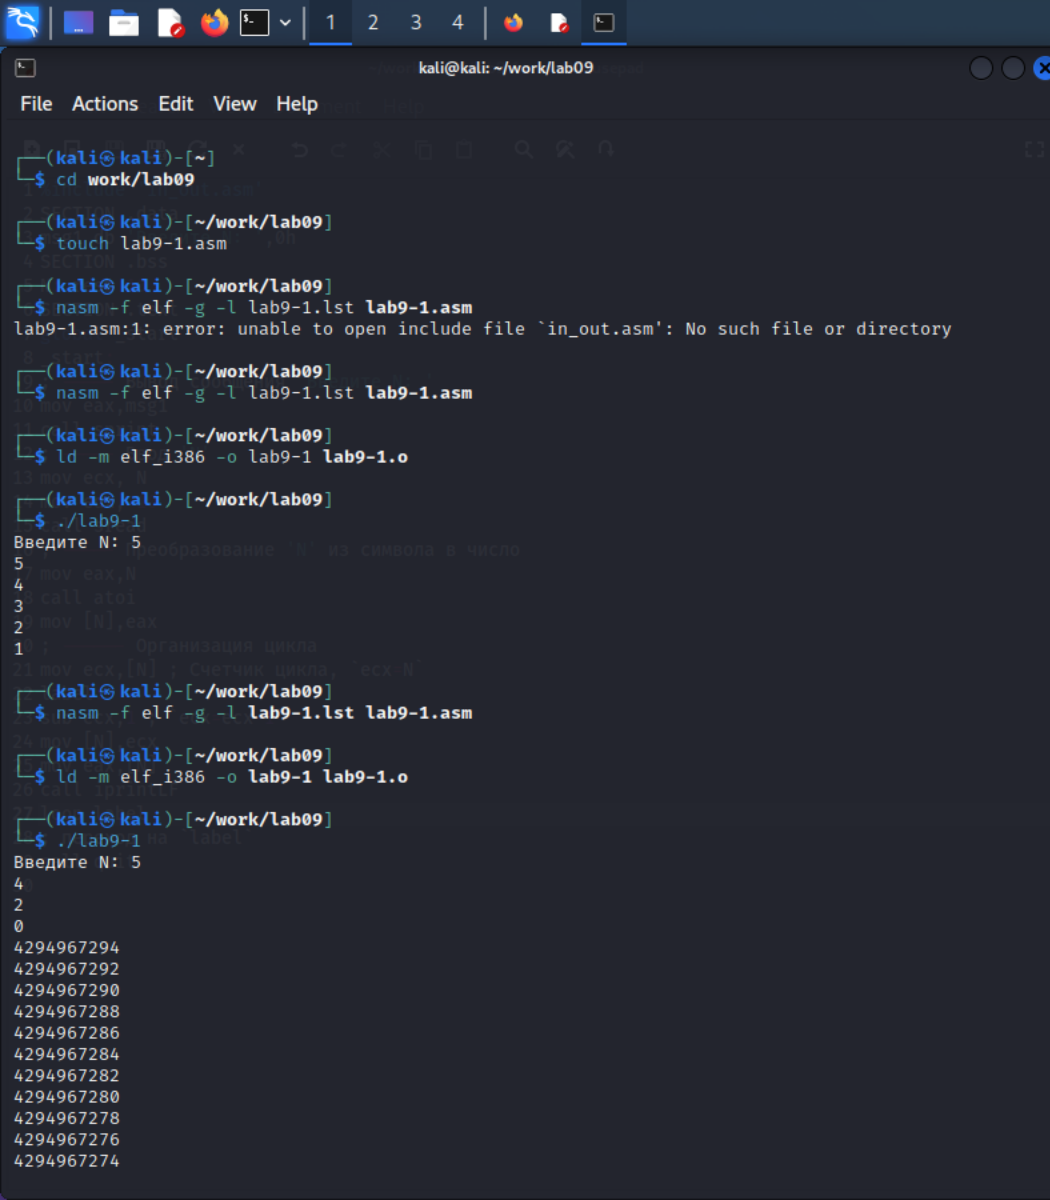 1 2 3 4
kali@kali: ~/work/lab09
File Actions Edit View Help
┌──(kali㉿kali)-[~]
└─$ cd work/lab09
┌──(kali㉿kali)-[~/work/lab09]
└─$ touch lab9-1.asm
┌──(kali㉿kali)-[~/work/lab09]
└─$ nasm -f elf -g -l lab9-1.lst lab9-1.asm
lab9-1.asm:1: error: unable to open include file `in_out.asm': No such file or directory
┌──(kali㉿kali)-[~/work/lab09]
└─$ nasm -f elf -g -l lab9-1.lst lab9-1.asm
┌──(kali㉿kali)-[~/work/lab09]
└─$ ld -m elf_i386 -o lab9-1 lab9-1.o
┌──(kali㉿kali)-[~/work/lab09]
└─$ ./lab9-1
Введите N: 5
5
4
3
2
1
┌──(kali㉿kali)-[~/work/lab09]
└─$ nasm -f elf -g -l lab9-1.lst lab9-1.asm
┌──(kali㉿kali)-[~/work/lab09]
└─$ ld -m elf_i386 -o lab9-1 lab9-1.o
┌──(kali㉿kali)-[~/work/lab09]
└─$ ./lab9-1
Введите N: 5
4
2
0
4294967294
4294967292
4294967290
4294967288
4294967286
4294967284
4294967282
4294967280
4294967278
4294967276
4294967274